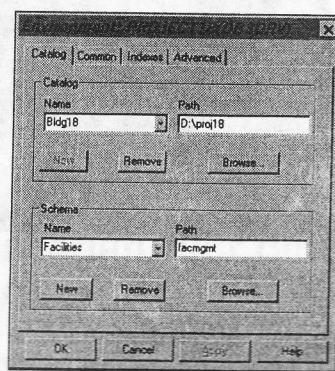 Catalog Common Indexes Advanced
Catalog
Name Path
Bldg18 D:\proj18
New Remove Browse...
Schema
Name Path
Facilities facmgmt
New Remove Browse...
OK Cancel Help